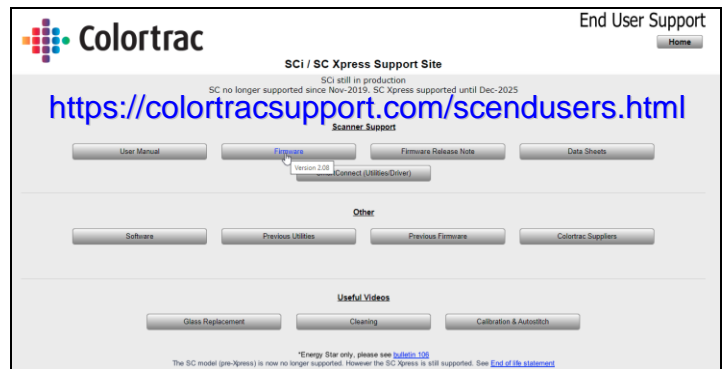 End User Support
Colortrac
Home
SCi / SC Xpress Support Site
SCi still in production
SC no longer supported since Nov-2019. SC Xpress supported until Dec-2025
https://colortracsupport.com/scendusers.html
Scanner Support
User Manual
Firmware
Firmware Release Note
Data Sheets
Version 2.08
Connect (Utilities/Driver)
Other
Software
Previous Utilities
Previous Firmware
Colortrac Suppliers
Useful Videos
Glass Replacement
Cleaning
Calibration & Autostitch
*Energy Star only, please see bulletin 106
The SC model (pre-Xpress) is now no longer supported. However the SC Xpress is still supported. See End of life statement